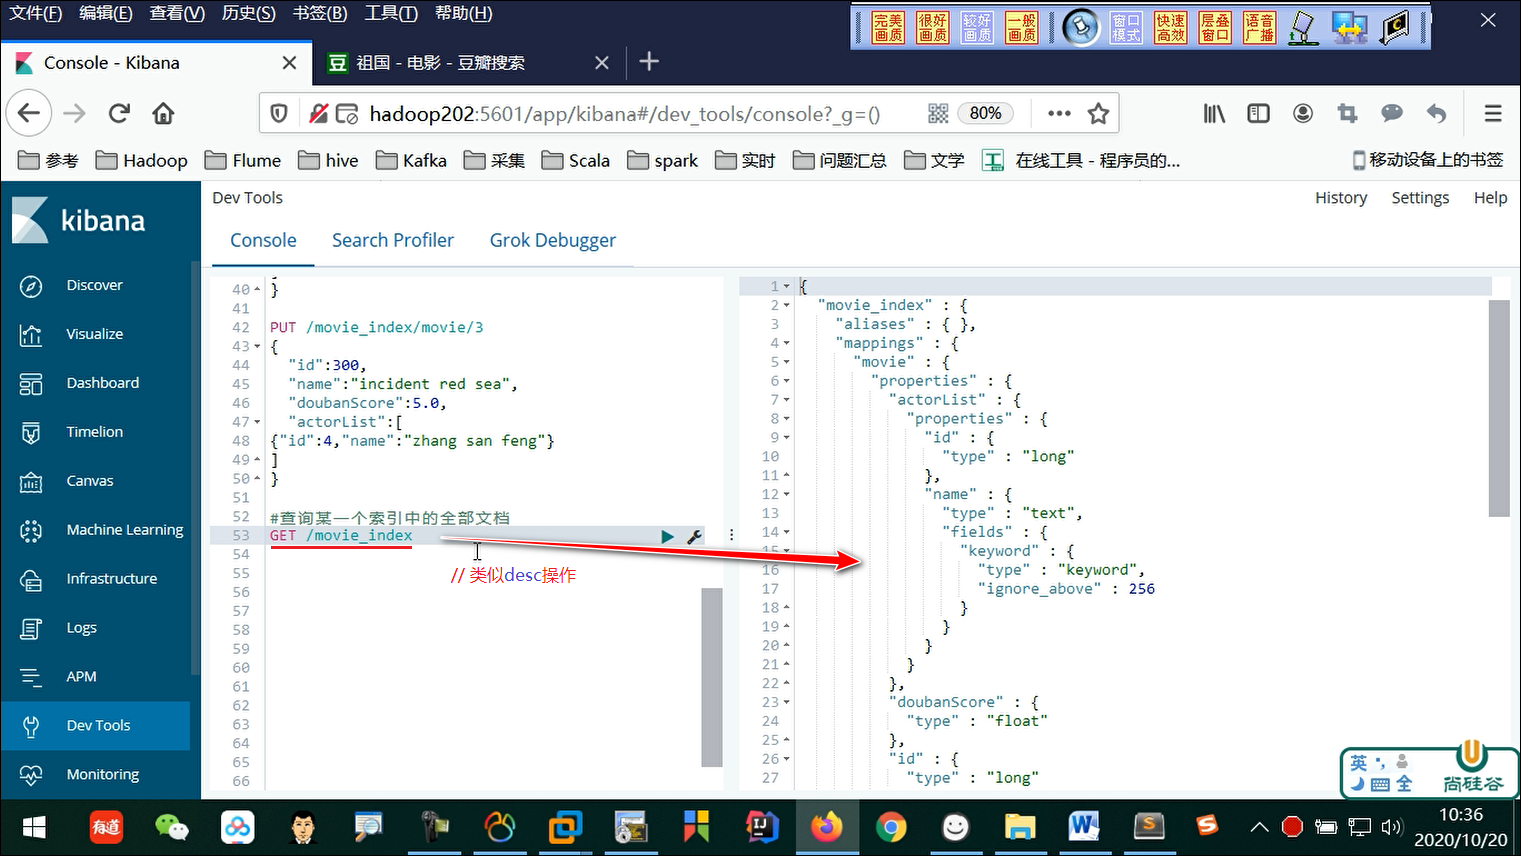 文件(F) 编辑(E) 查看(V) 历史(S) 书签(B) 工具(T) 帮助(H)
完美画质 很好画质 较好画质 一般画质 窗口模式 快速高效 层叠窗口 语音广播
Console - Kibana
祖国 - 电影 - 豆瓣搜索
hadoop202:5601/app/kibana#/dev_tools/console?_g=()
80%
参考 Hadoop Flume hive Kafka 采集 Scala spark 实时 问题汇总 文学 在线工具 - 程序员的... 移动设备上的书签
kibana
Discover
Visualize
Dashboard
Timelion
Canvas
Machine Learning
Infrastructure
Logs
APM
Dev Tools
Monitoring
Dev Tools
History Settings Help
Console Search Profiler Grok Debugger
40 }
41
42 PUT /movie_index/movie/3
43 {
44 "id":300,
45 "name":"incident red sea",
46 "doubanScore":5.0,
47 "actorList":[
48 {"id":4,"name":"zhang san feng"}
49 ]
50 }
51
52 #查询某一个索引中的全部文档
53 GET /movie_index
54
// 类似desc操作
55
56
57
58
59
60
61
62
63
64
65
66
1 {
2 "movie_index" : {
3 "aliases" : { },
4 "mappings" : {
5 "movie" : {
6 "properties" : {
7 "actorList" : {
8 "properties" : {
9 "id" : {
10 "type" : "long"
11 },
12 "name" : {
13 "type" : "text",
14 "fields" : {
15 "keyword" : {
16 "type" : "keyword",
17 "ignore_above" : 256
18 }
19 }
20 }
21 }
22 },
23 "doubanScore" : {
24 "type" : "float"
25 },
26 "id" : {
27 "type" : "long"
英
全
尚硅谷
有道
10:36
2020/10/20